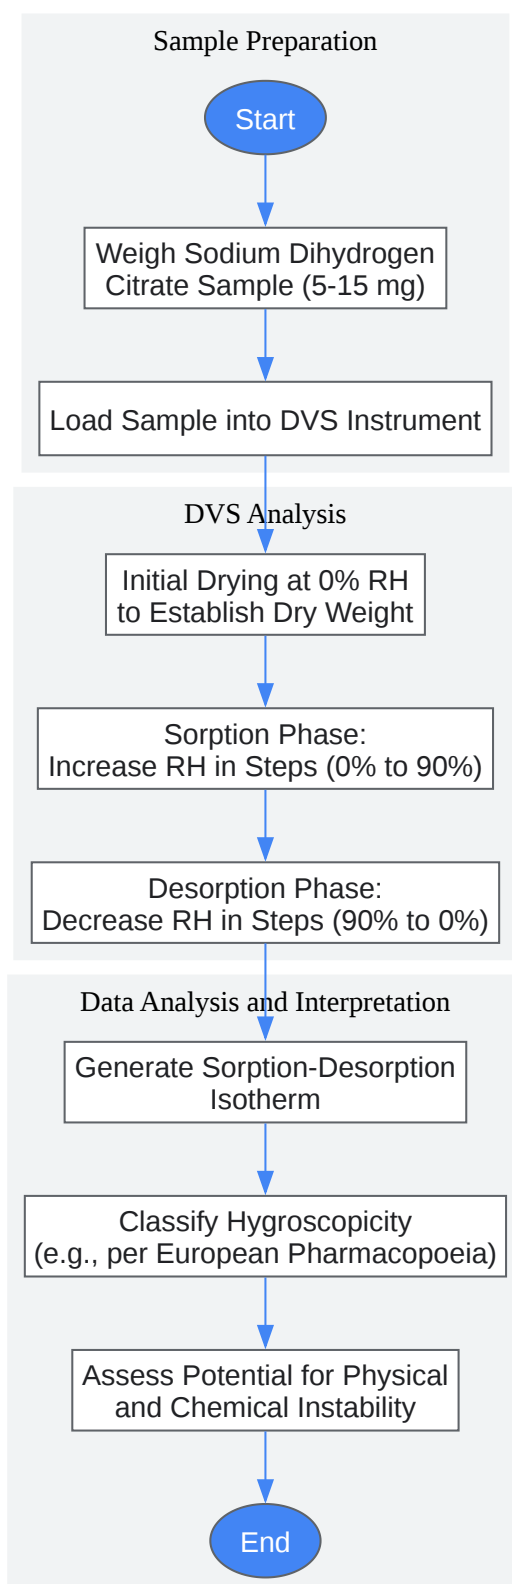 Sample Preparation
Start
Weigh Sodium Dihydrogen
Citrate Sample (5-15 mg)
Load Sample into DVS Instrument
DVS Analysis
Initial Drying at 0% RH
to Establish Dry Weight
Sorption Phase:
Increase RH in Steps (0% to 90%)
Desorption Phase:
Decrease RH in Steps (90% to 0%)
Data Analysis and Interpretation
Generate Sorption-Desorption
Isotherm
Classify Hygroscopicity
(e.g., per European Pharmacopoeia)
Assess Potential for Physical
and Chemical Instability
End